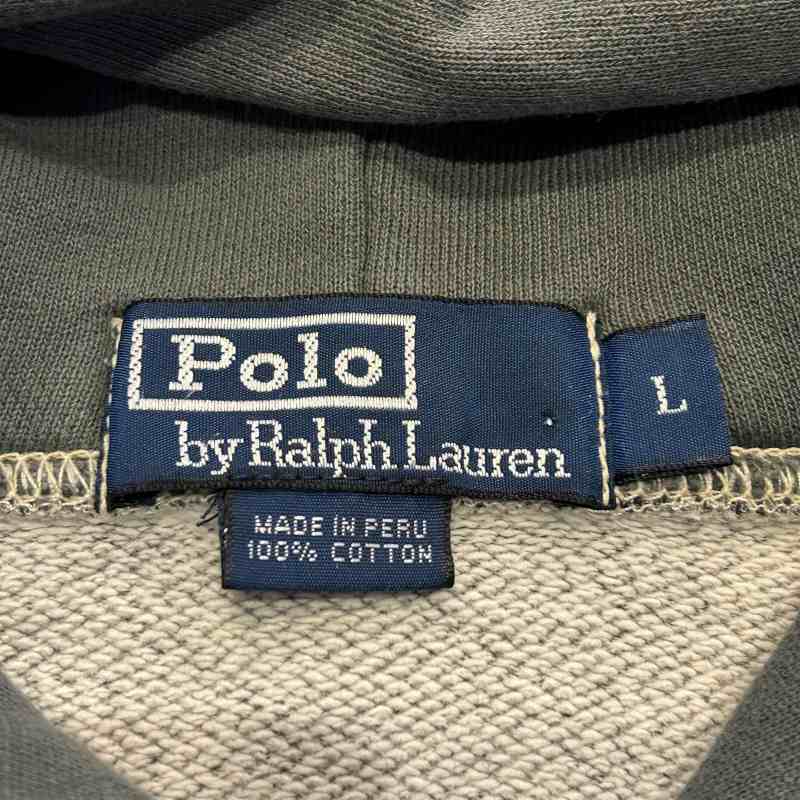 Polo
by Ralph Lauren
L
MADE IN PERU
100% COTTON